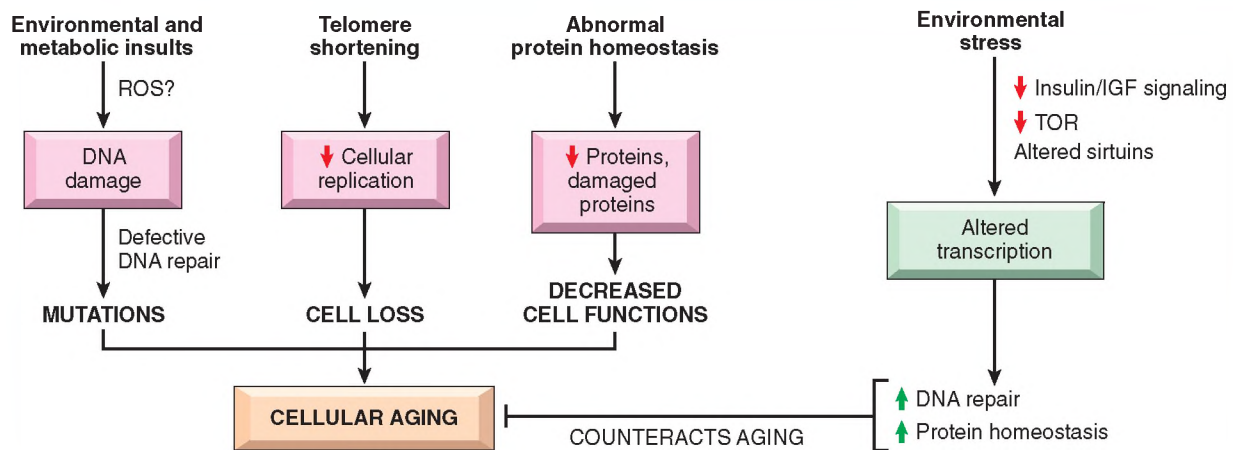 Environmental and
metabolic insults
ROS?
DNA
damage
Defective
DNA repair
MUTATIONS
Telomere
shortening
Cellular
replication
CELL LOSS
Abnormal
protein homeostasis
Proteins,
damaged
proteins
DECREASED
CELL FUNCTIONS
CELLULAR AGING
Environmental
stress
Insulin/IGF signaling
TOR
Altered sirtuins
Altered
transcription
DNA repair
Protein homeostasis
COUNTERACTS AGING